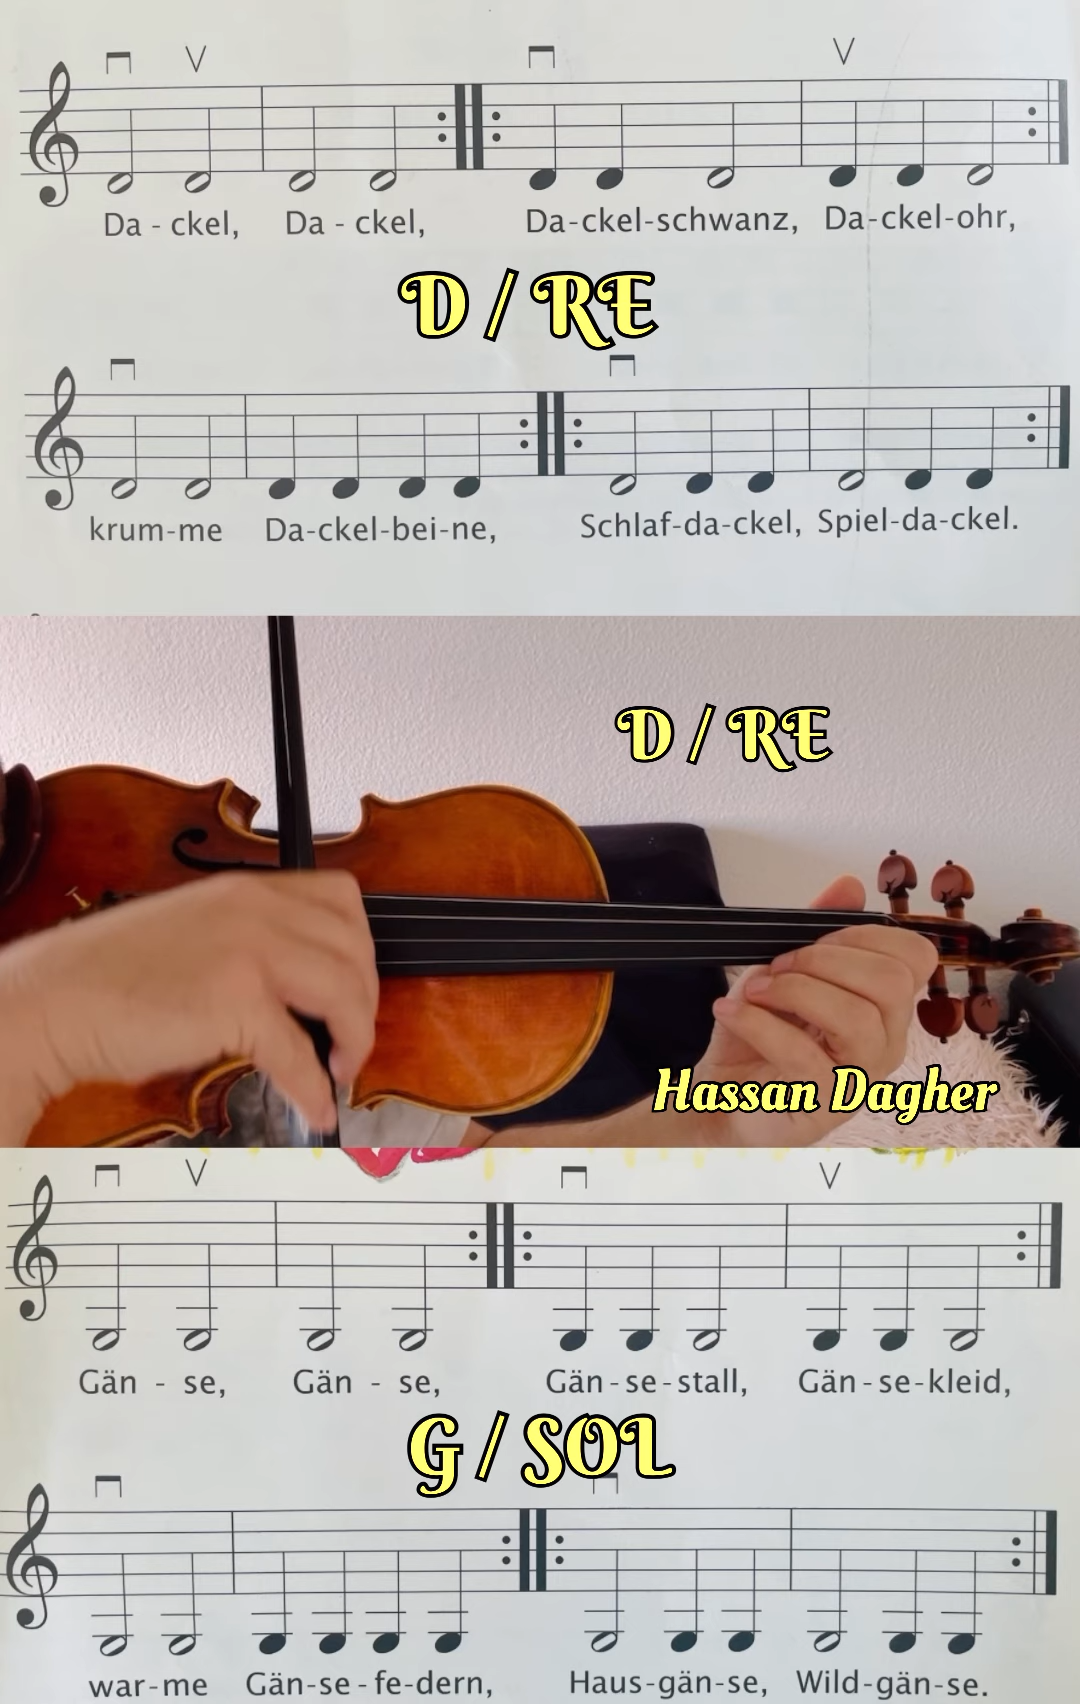 Da - ckel, Da - ckel, Da-ckel-schwanz, Da-ckel-ohr,
D / RE
krum-me Da-ckel-bei-ne, Schlaf-da-ckel, Spiel-da-ckel.
D / RE
Hassan Dagher
Gän - se, Gän - se, Gän-se-stall, Gän-se-kleid,
G / SOL
war-me Gän-se-fe-dern, Haus-gän-se, Wild-gän-se.